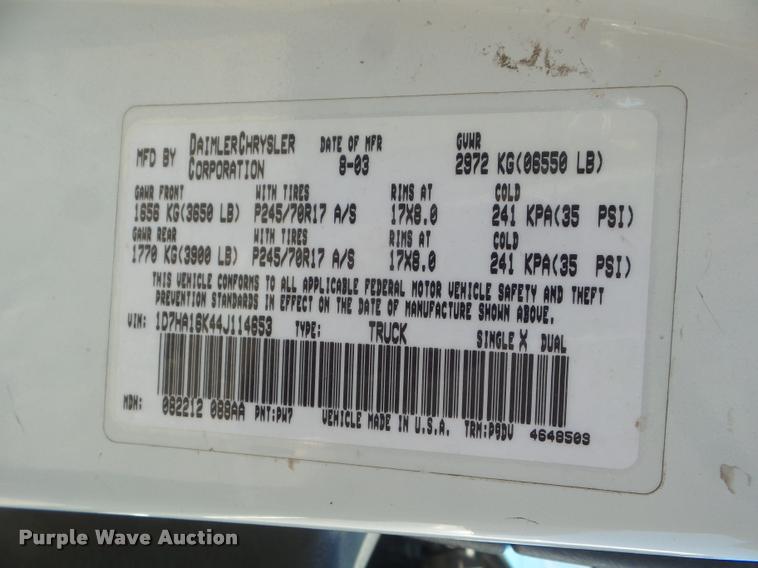 MFD BY DAIMLERCHRYSLER CORPORATION DATE OF MFR 8-03 GVWR 2972 KG(06550 LB)
GAWR FRONT WITH TIRES RIMS AT COLD
1656 KG(3650 LB) P245/70R17 A/S 17X8.0 241 KPA(35 PSI)
GAWR REAR WITH TIRES RIMS AT COLD
1770 KG(3900 LB) P245/70R17 A/S 17X8.0 241 KPA(35 PSI)
THIS VEHICLE CONFORMS TO ALL APPLICABLE FEDERAL MOTOR VEHICLE SAFETY AND THEFT
PREVENTION STANDARDS IN EFFECT ON THE DATE OF MANUFACTURE SHOWN ABOVE.
VIN: 1D7HA16K44J114653 TYPE: TRUCK SINGLE X DUAL
MDH: 082212 088AA PNT:PW7 VEHICLE MADE IN U.S.A. TRM:P9DV 4648509
Purple Wave Auction